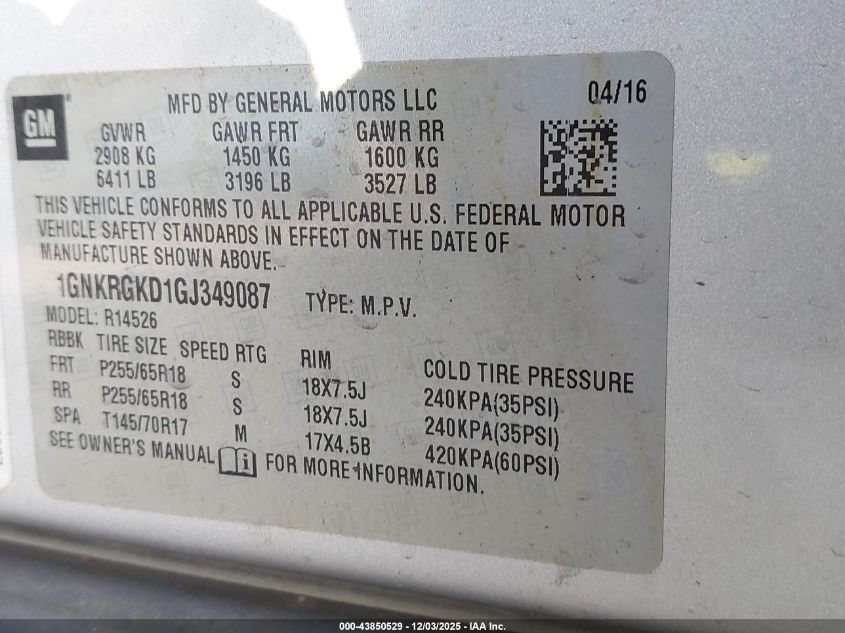 GM
MFD BY GENERAL MOTORS LLC 04/16
GVWR GAWR FRT GAWR RR
2908 KG 1450 KG 1600 KG
6411 LB 3196 LB 3527 LB
THIS VEHICLE CONFORMS TO ALL APPLICABLE U.S. FEDERAL MOTOR
VEHICLE SAFETY STANDARDS IN EFFECT ON THE DATE OF
MANUFACTURE SHOWN ABOVE.
1GNKRGKD1GJ349087 TYPE: M.P.V.
MODEL: R14526
RBBK TIRE SIZE SPEED RTG RIM COLD TIRE PRESSURE
FRT P255/65R18 S 18X7.5J 240KPA(35PSI)
RR P255/65R18 S 18X7.5J 240KPA(35PSI)
SPA T145/70R17 M 17X4.5B 420KPA(60PSI)
SEE OWNER'S MANUAL FOR MORE INFORMATION.
000-43850529 - 12/03/2025 - IAA Inc.